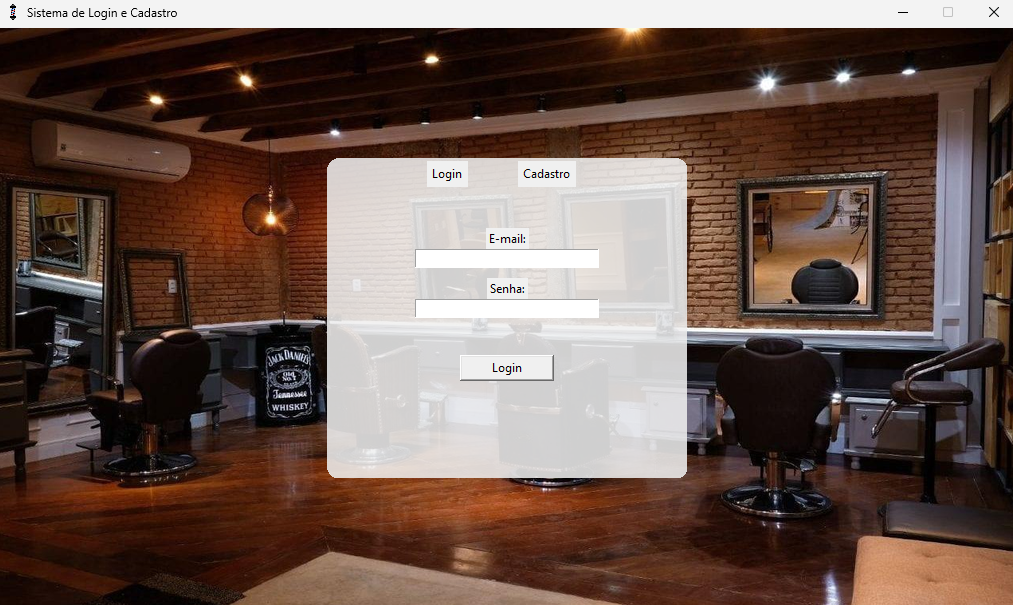 Sistema de Login e Cadastro
Login
Cadastro
E-mail:
Senha:
Login
JACK DANIEL'S
OLD
NO.7
Tennessee
WHISKEY